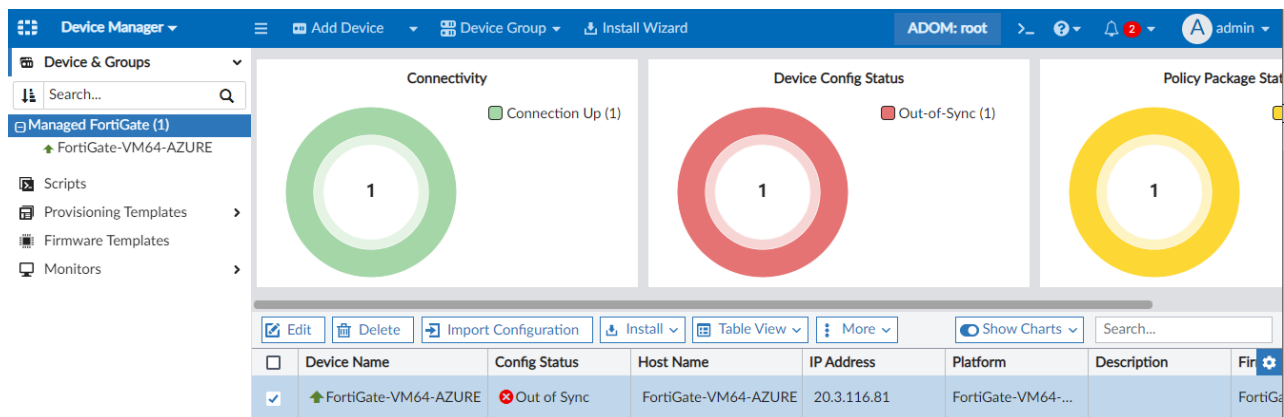 Device Manager
Add Device
Device Group
Install Wizard
ADOM: root
>_
?
2
A
admin
Device & Groups
Search...
Managed FortiGate (1)
FortiGate-VM64-AZURE
Scripts
Provisioning Templates
Firmware Templates
Monitors
Connectivity
Connection Up (1)
1
Device Config Status
Out-of-Sync (1)
1
Policy Package Stat
1
Edit
Delete
Import Configuration
Install
Table View
More
Show Charts
Search...
Device Name Config Status Host Name IP Address Platform Description Fir
FortiGate-VM64-AZURE Out of Sync FortiGate-VM64-AZURE 20.3.116.81 FortiGate-VM64-... FortiGa